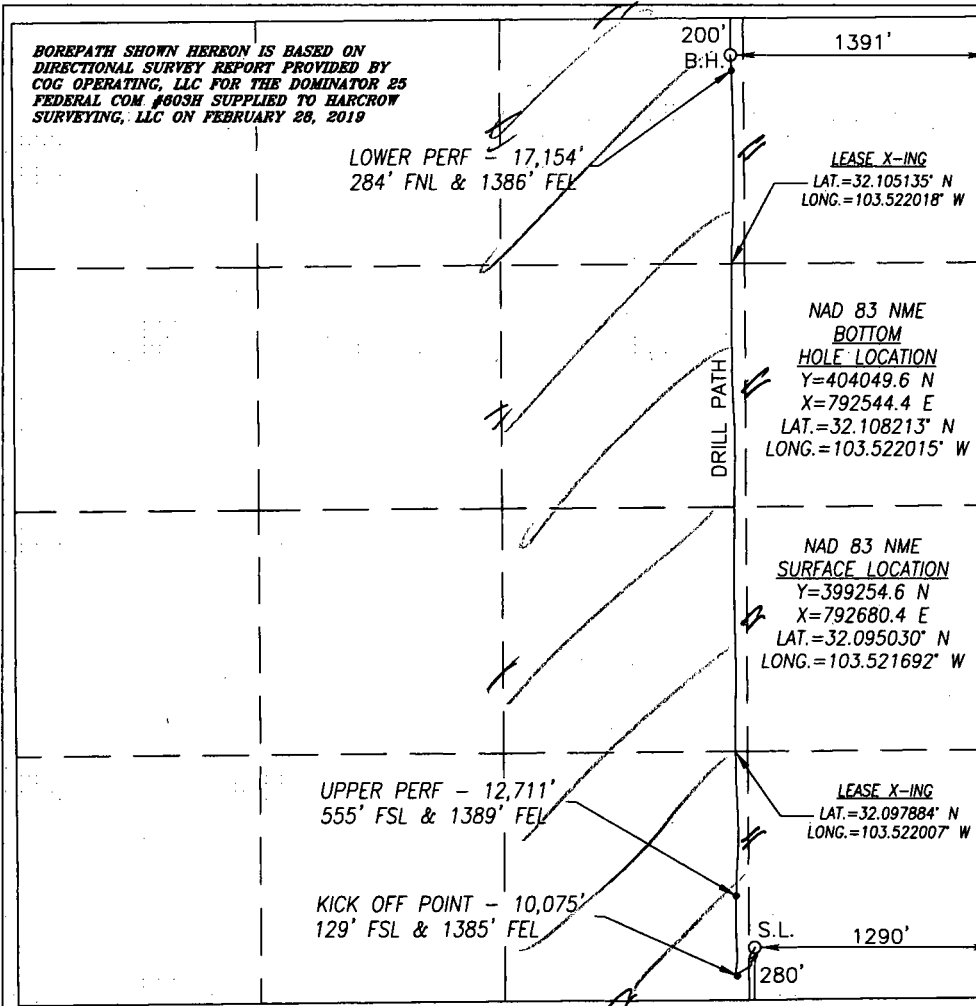 BOREPATH SHOWN HEREON IS BASED ON
DIRECTIONAL SURVEY REPORT PROVIDED BY
COG OPERATING, LLC FOR THE DOMINATOR 25
FEDERAL COM #603H SUPPLIED TO HARCROW
SURVEYING, LLC ON FEBRUARY 28, 2019
200'
B.H.
1391'
LOWER PERF - 17,154'
284' FNL & 1386' FEL
LEASE X-ING
LAT.=32.105135° N
LONG.=103.522018° W
NAD 83 NME
BOTTOM
HOLE LOCATION
Y=404049.6 N
X=792544.4 E
LAT.=32.108213° N
LONG.=103.522015° W
DRILL PATH
NAD 83 NME
SURFACE LOCATION
Y=399254.6 N
X=792680.4 E
LAT.=32.095030° N
LONG.=103.521692° W
UPPER PERF - 12,711'
555' FSL & 1389' FEL
LEASE X-ING
LAT.=32.097884° N
LONG.=103.522007° W
KICK OFF POINT - 10,075'
129' FSL & 1385' FEL
S.L.
1290'
280'